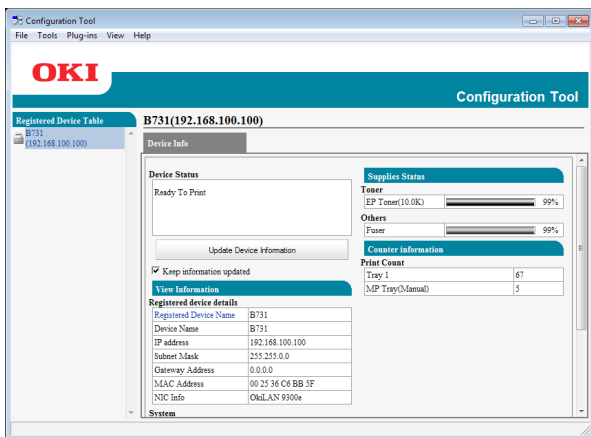 Configuration Tool
File Tools Plug-ins View Help
OKI
Configuration Tool
Registered Device Table
B731
(192.168.100.100)
B731(192.168.100.100)
Device Info
Device Status
Ready To Print
Update Device Information
Keep information updated
View Information
Registered device details
Registered Device Name B731
Device Name B731
IP address 192.168.100.100
Subnet Mask 255.255.0.0
Gateway Address 0.0.0.0
MAC Address 00 25 36 C6 BB 5F
NIC Info OkiLAN 9300e
System
Supplies Status
Toner
EP Toner(10.0K) 99%
Others
Fuser 99%
Counter information
Print Count
Tray 1 67
MP Tray(Manual) 5